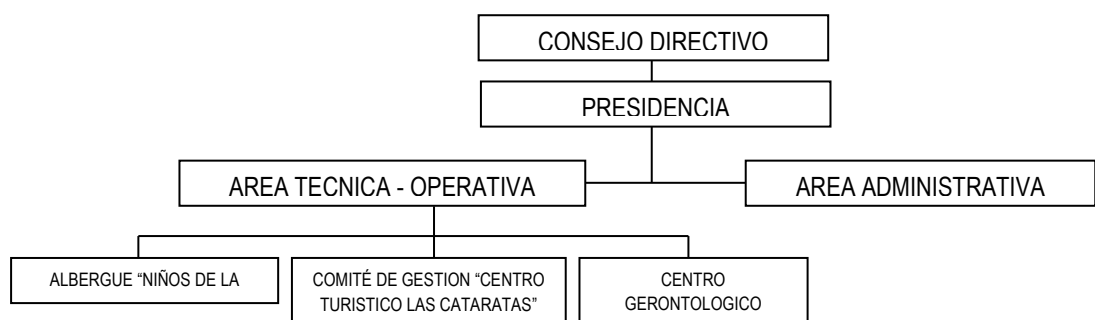 CONSEJO DIRECTIVO
PRESIDENCIA
AREA TECNICA - OPERATIVA
AREA ADMINISTRATIVA
ALBERGUE “NIÑOS DE LA
COMITÉ DE GESTION “CENTRO
TURISTICO LAS CATARATAS”
CENTRO
GERONTOLOGICO